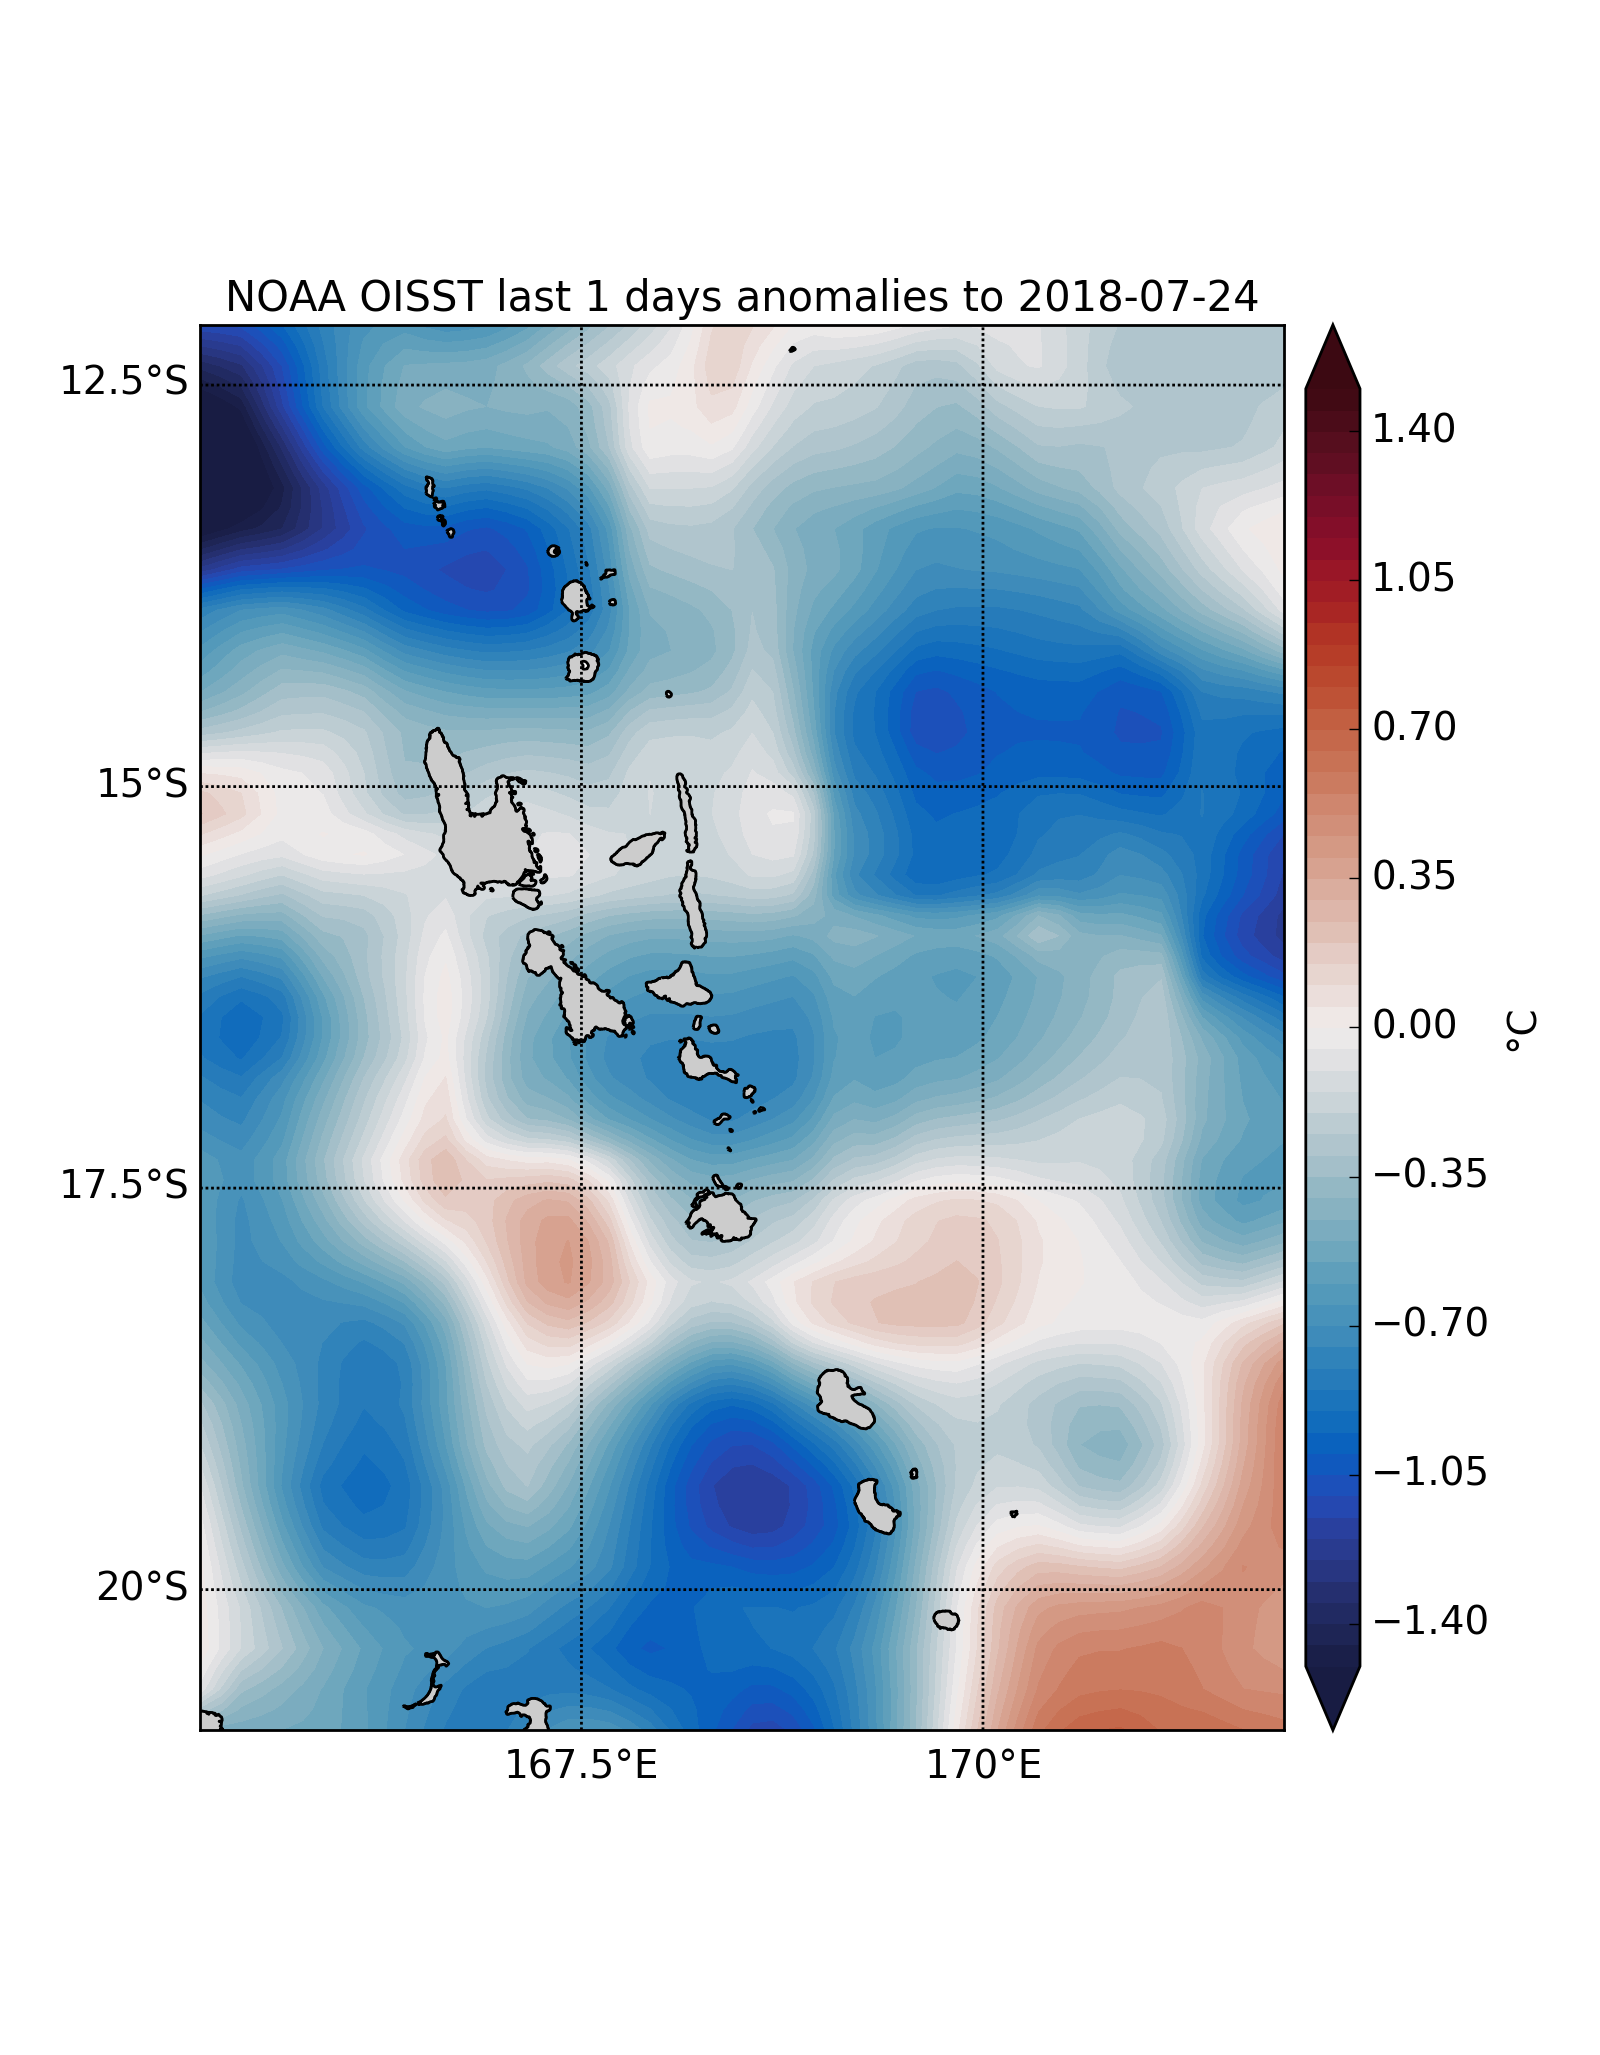 NOAA OISST last 1 days anomalies to 2018-07-24
12.5°S
15°S
17.5°S
20°S
167.5°E
170°E
1.40
1.05
0.70
0.35
0.00
−0.35
−0.70
−1.05
−1.40
°C